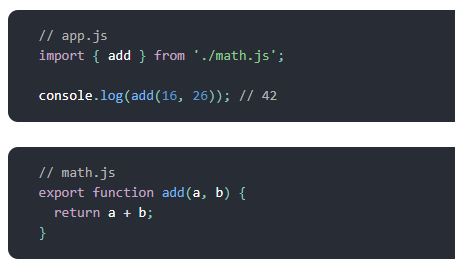 // app.js
import { add } from './math.js';
console.log(add(16, 26)); // 42
// math.js
export function add(a, b) {
  return a + b;
}